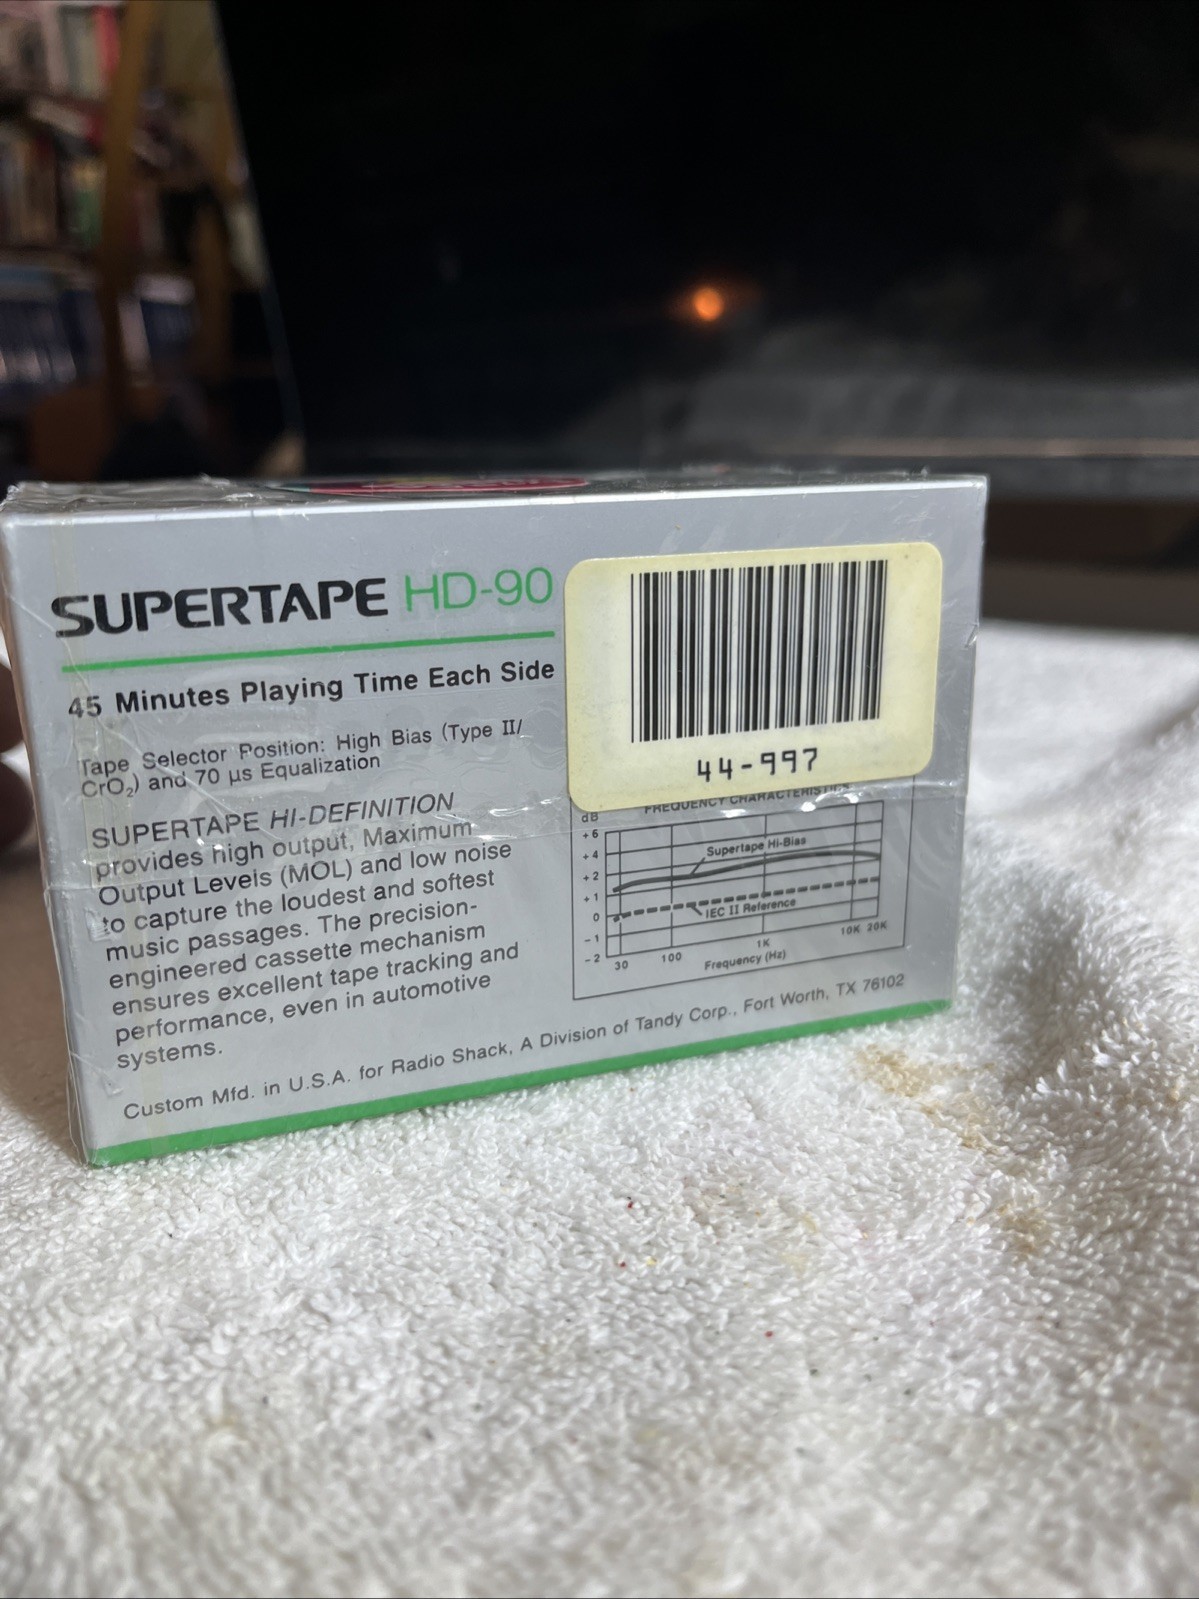 SUPERTAPE HD-90
45 Minutes Playing Time Each Side
Tape Selector Position: High Bias (Type II/
CrO₂) and 70 µs Equalization
SUPERTAPE HI-DEFINITION
provides high output, Maximum
Output Levels (MOL) and low noise
to capture the loudest and softest
music passages. The precision-
engineered cassette mechanism
ensures excellent tape tracking and
performance, even in automotive
systems.
44-997
FREQUENCY CHARACTERISTICS
dB
+6
+4
+2
+1
0
-1
-2
Supertape Hi-Bias
IEC II Reference
30 100 1K 10K 20K
Frequency (Hz)
Custom Mfd. in U.S.A. for Radio Shack, A Division of Tandy Corp., Fort Worth, TX 76102